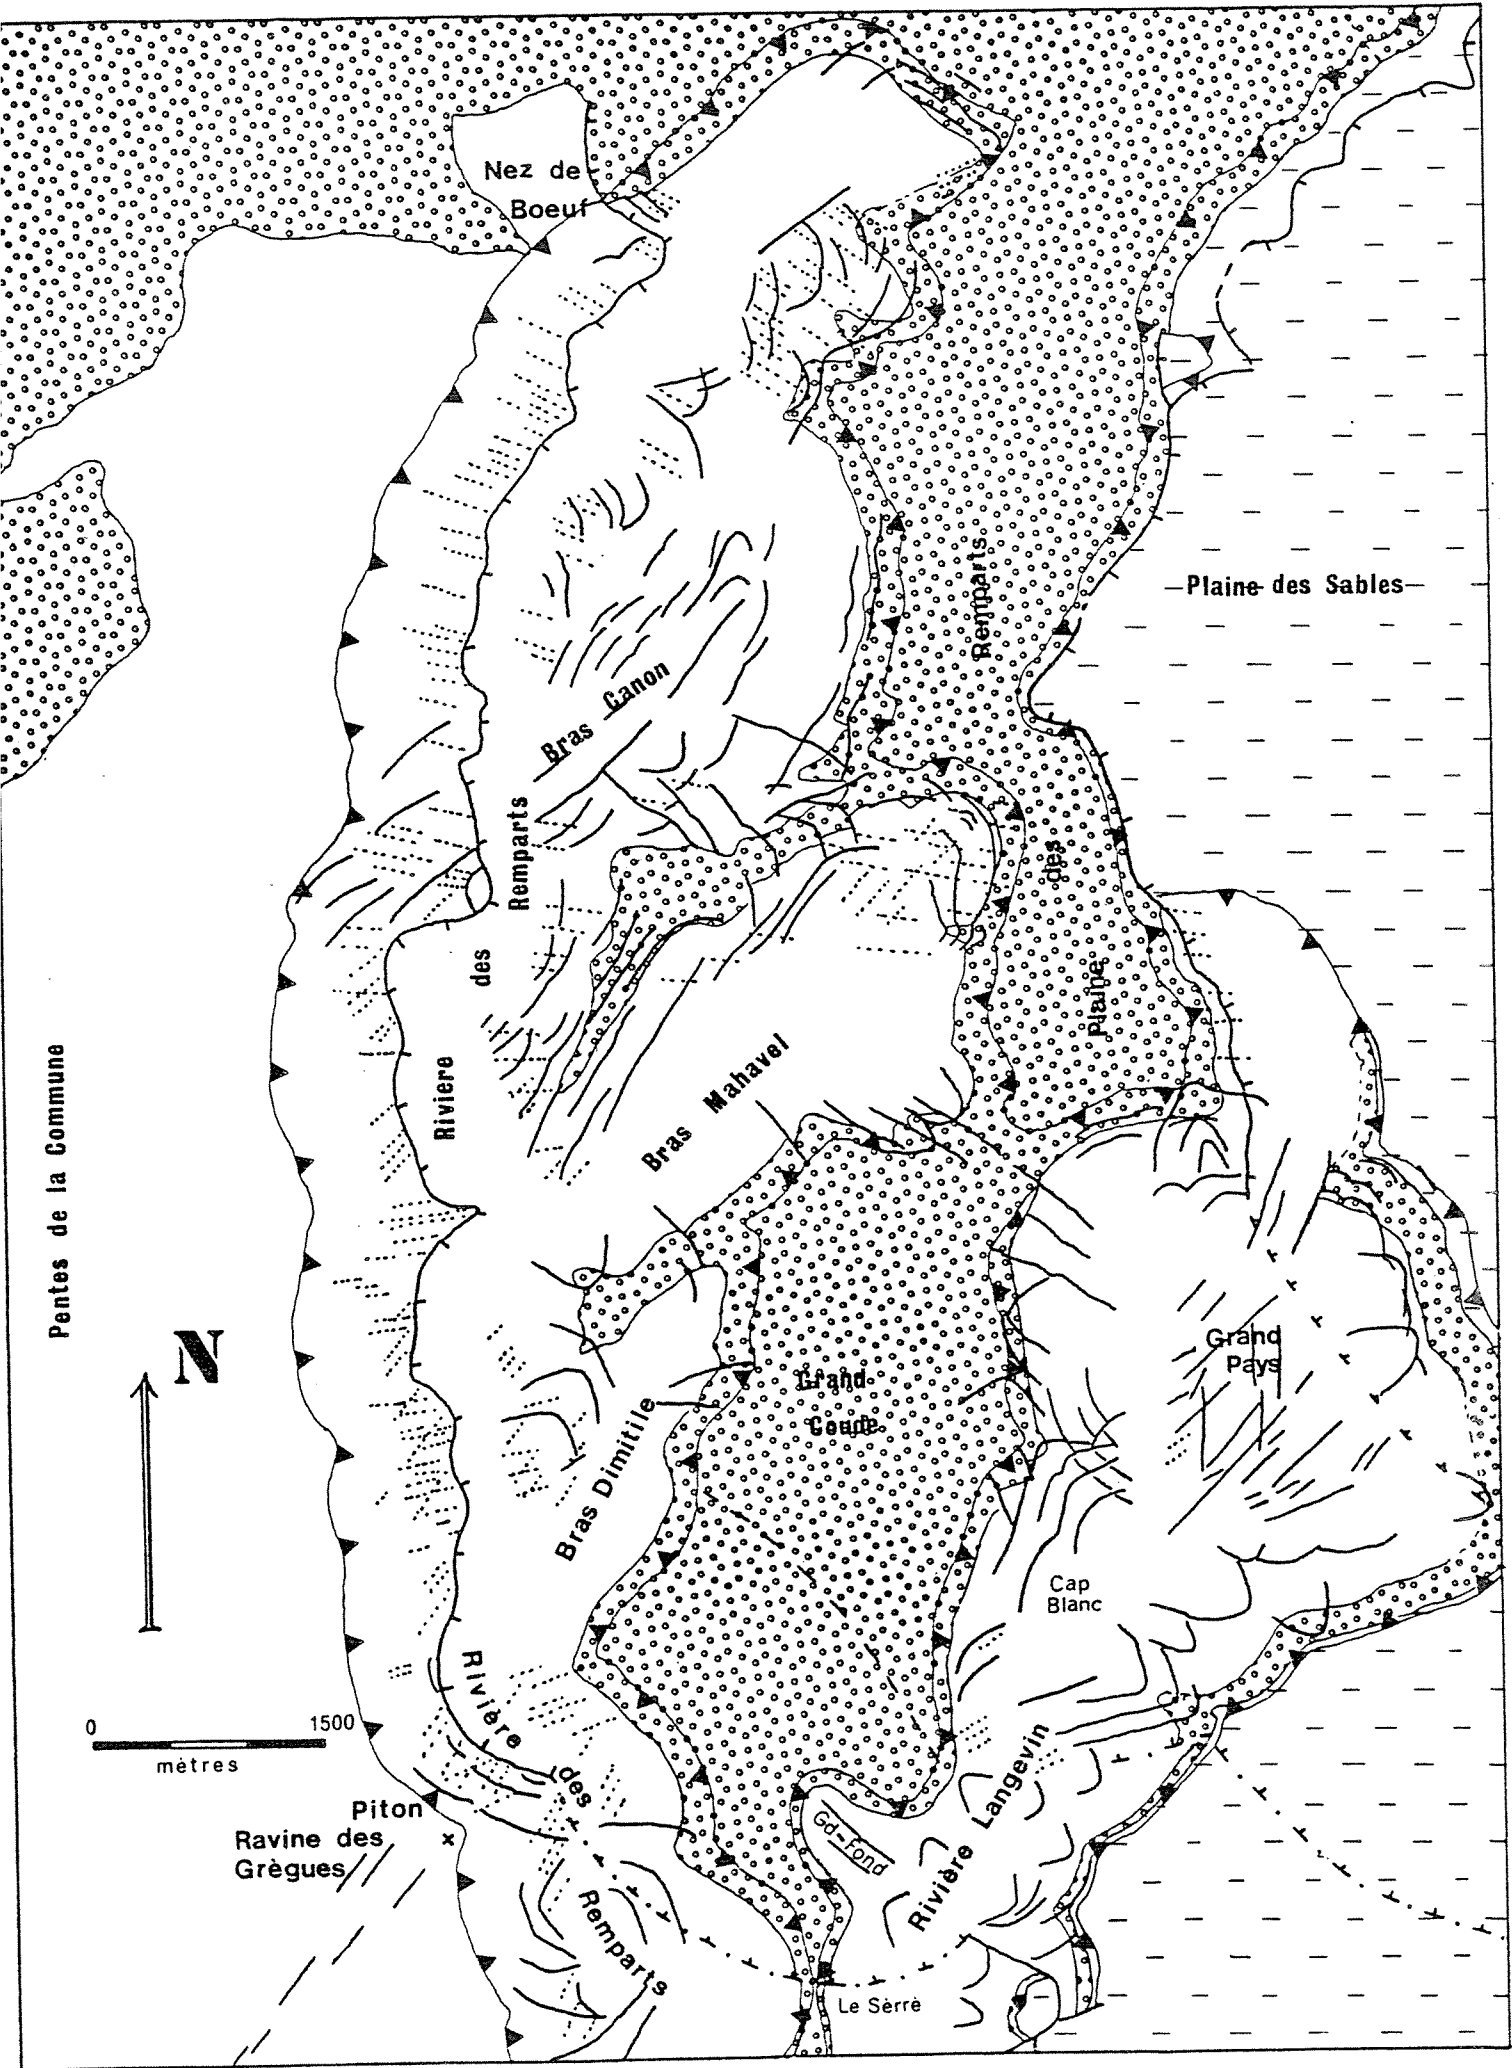 Nez de
Boeuf
Remparts
des
Plaine
Plaine des Sables
Bras Canon
Remparts
des
Riviere
Bras Mahavel
Pentes de la Commune
N
Grand
Pays
Grand
Coude
Bras Dimitile
Cap
Blanc
Rivière
des
Remparts
0 1500
mètres
Piton
Ravine des
Grègues
x
Gd-Fond
Rivière Langevin
Le Sèrrè